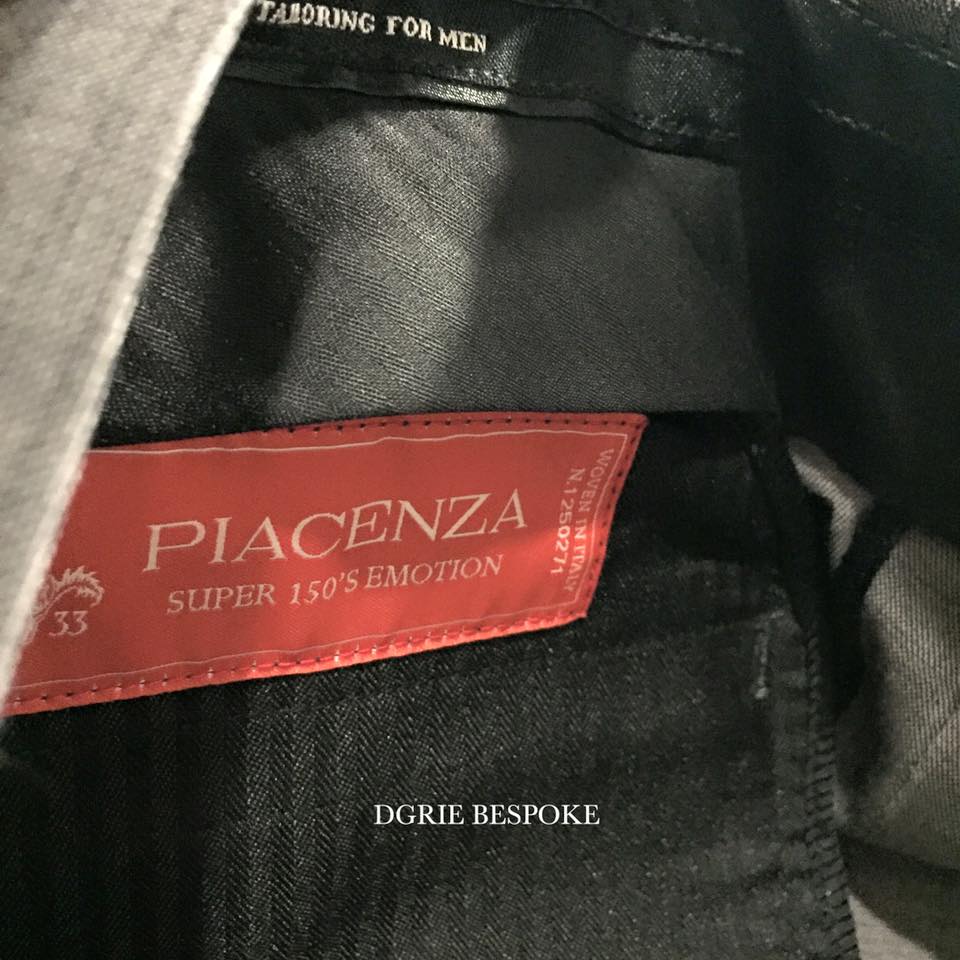 TAILORING FOR MEN
PIACENZA
SUPER 150'S EMOTION
33
WOVEN IN ITALY
N.1250271
DGRIE BESPOKE